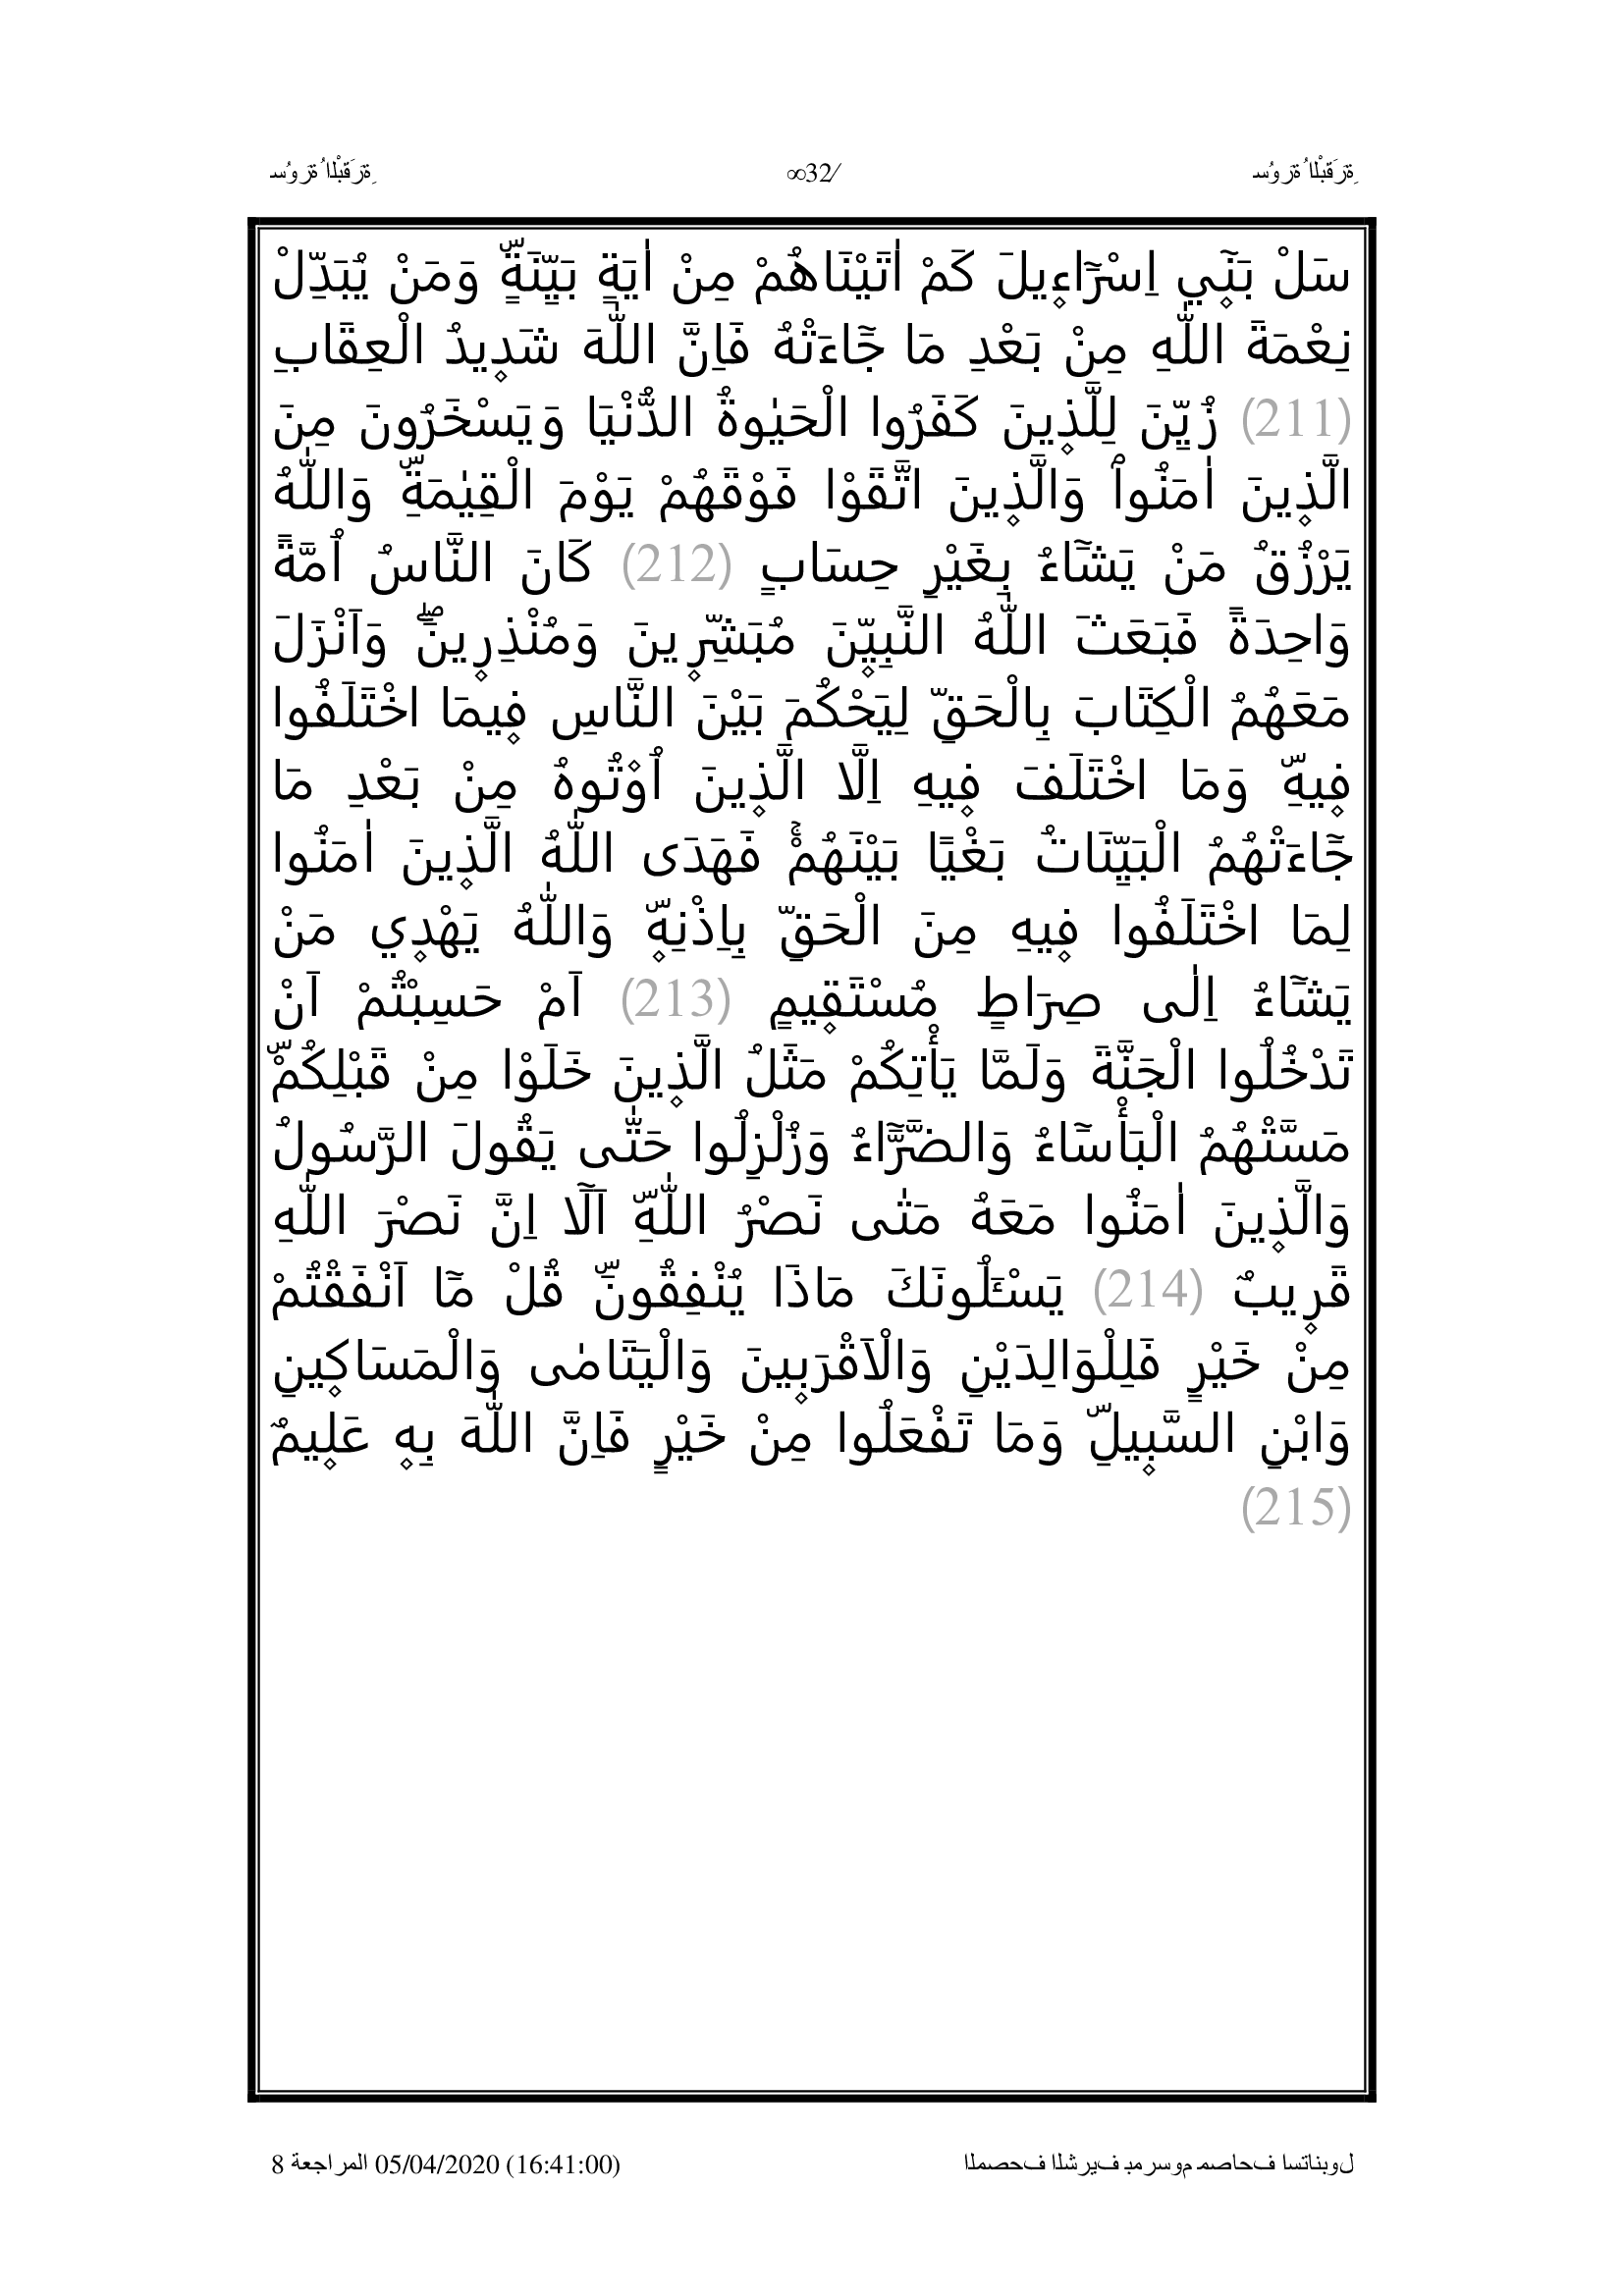 سُورَةُ الْبَقَرَةِ ∞32/ سُورَةُ الْبَقَرَةِ
سَلْ بَن۪ٓي اِسْرَٓاء۪يلَ كَمْ اٰتَيْنَاهُمْ مِنْ اٰيَةٍ بَيِّنَةٍۜ وَمَنْ يُبَدِّلْ
نِعْمَةَ اللّٰهِ مِنْ بَعْدِ مَا جَٓاءَتْهُ فَاِنَّ اللّٰهَ شَد۪يدُ الْعِقَابِ
(211) زُيِّنَ لِلَّذ۪ينَ كَفَرُوا الْحَيٰوةُ الدُّنْيَا وَيَسْخَرُونَ مِنَ
الَّذ۪ينَ اٰمَنُواۢ وَالَّذ۪ينَ اتَّقَوْا فَوْقَهُمْ يَوْمَ الْقِيٰمَةِۜ وَاللّٰهُ
يَرْزُقُ مَنْ يَشَٓاءُ بِغَيْرِ حِسَابٍ (212) كَانَ النَّاسُ اُمَّةً
وَاحِدَةً فَبَعَثَ اللّٰهُ النَّبِيّ۪نَ مُبَشِّر۪ينَ وَمُنْذِر۪ينَۖ وَاَنْزَلَ
مَعَهُمُ الْكِتَابَ بِالْحَقِّ لِيَحْكُمَ بَيْنَ النَّاسِ ف۪يمَا اخْتَلَفُوا
ف۪يهِۜ وَمَا اخْتَلَفَ ف۪يهِ اِلَّا الَّذ۪ينَ اُو۫تُوهُ مِنْ بَعْدِ مَا
جَٓاءَتْهُمُ الْبَيِّنَاتُ بَغْيًا بَيْنَهُمْۚ فَهَدَى اللّٰهُ الَّذ۪ينَ اٰمَنُوا
لِمَا اخْتَلَفُوا ف۪يهِ مِنَ الْحَقِّ بِاِذْنِه۪ۜ وَاللّٰهُ يَهْد۪ي مَنْ
يَشَٓاءُ اِلٰى صِرَاطٍ مُسْتَق۪يمٍ (213) اَمْ حَسِبْتُمْ اَنْ
تَدْخُلُوا الْجَنَّةَ وَلَمَّا يَأْتِكُمْ مَثَلُ الَّذ۪ينَ خَلَوْا مِنْ قَبْلِكُمْۜ
مَسَّتْهُمُ الْبَأْسَٓاءُ وَالضَّرَّٓاءُ وَزُلْزِلُوا حَتّٰى يَقُولَ الرَّسُولُ
وَالَّذ۪ينَ اٰمَنُوا مَعَهُ مَتٰى نَصْرُ اللّٰهِۜ اَلَٓا اِنَّ نَصْرَ اللّٰهِ
قَر۪يبٌ (214) يَسْـَٔلُونَكَ مَاذَا يُنْفِقُونَۜ قُلْ مَٓا اَنْفَقْتُمْ
مِنْ خَيْرٍ فَلِلْوَالِدَيْنِ وَالْاَقْرَب۪ينَ وَالْيَتَامٰى وَالْمَسَاك۪ينِ
وَابْنِ السَّب۪يلِۜ وَمَا تَفْعَلُوا مِنْ خَيْرٍ فَاِنَّ اللّٰهَ بِه۪ عَل۪يمٌ
(215)
المصحف الشريف بمرسوم مصاحف استانبول 05/04/2020 (16:41:00) المراجعة 8